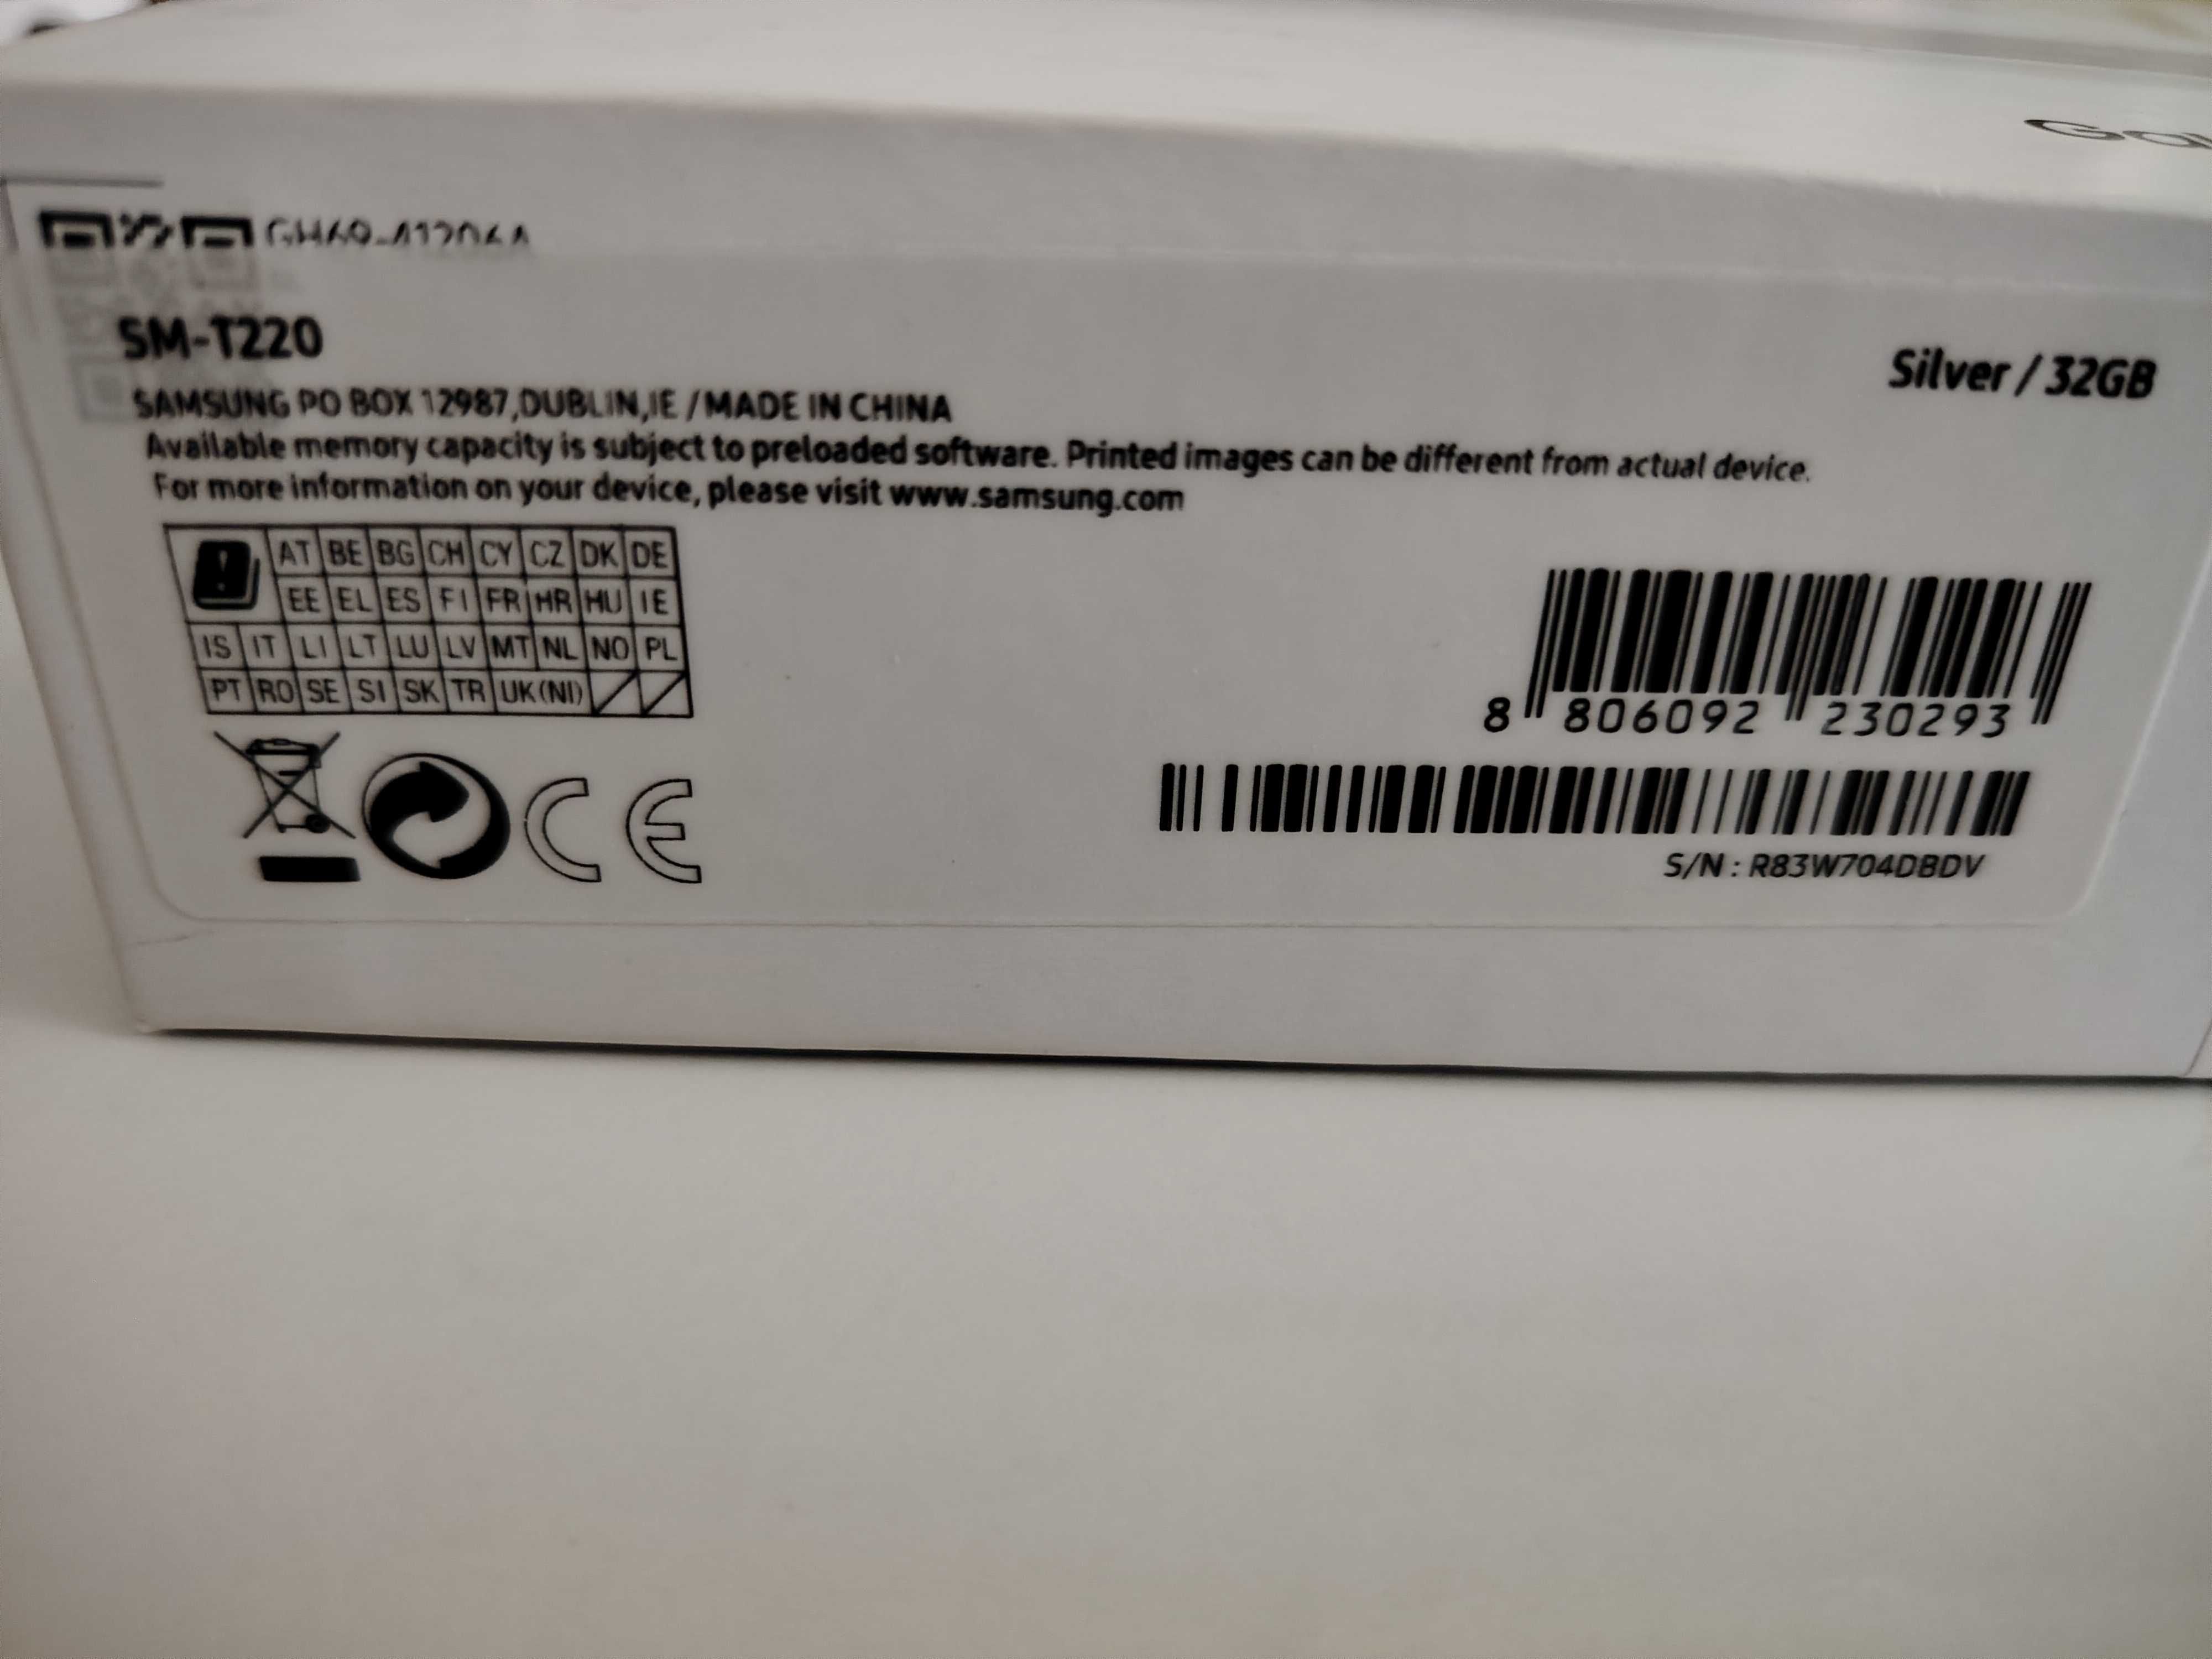 SM-T220
Silver / 32GB
SAMSUNG PO BOX 12987,DUBLIN,IE / MADE IN CHINA
Available memory capacity is subject to preloaded software. Printed images can be different from actual device.
For more information on your device, please visit www.samsung.com
AT BE BG CH CY CZ DK DE
EE EL ES FI FR HR HU IE
IS IT LI LT LU LV MT NL NO PL
PT RO SE SI SK TR UK(NI)
8 806092 230293
CE
S/N : R83W704DBDV